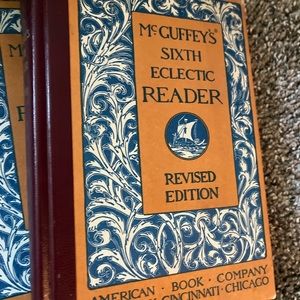 McGUFFEY'S
SIXTH
ECLECTIC
READER
REVISED
EDITION
AMERICAN · BOOK · COMPANY
CINCINNATI · CHICAGO